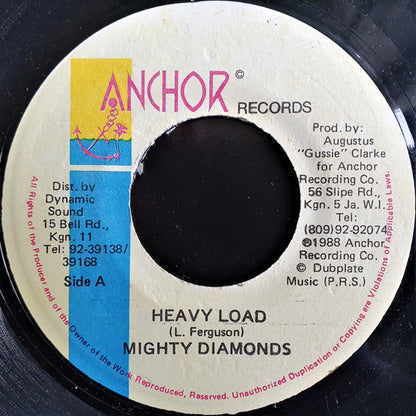 ANCHOR ©
RECORDS
Prod. by:
Augustus
"Gussie" Clarke
for Anchor
Recording Co.
56 Slipe Rd.,
Kgn. 5 Ja. W.I.
Tel:
(809) 92-92074
℗1988 Anchor
Recording Co.
© Dubplate
Music (P.R.S.)
Dist. by
Dynamic
Sound
15 Bell Rd.,
Kgn. 11
Tel: 92-39138/
39168
Side A
HEAVY LOAD
(L. Ferguson)
MIGHTY DIAMONDS
All Rights of the Producer and of the Owner of the Work Reproduced, Reserved. Unauthorized Duplication or Copying are Violations of Applicable Laws.